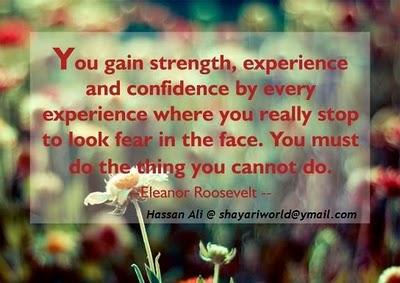 You gain strength, experience
and confidence by every
experience where you really stop
to look fear in the face. You must
do the thing you cannot do.
--Eleanor Roosevelt --
Hassan Ali @ shayariworld@ymail.com